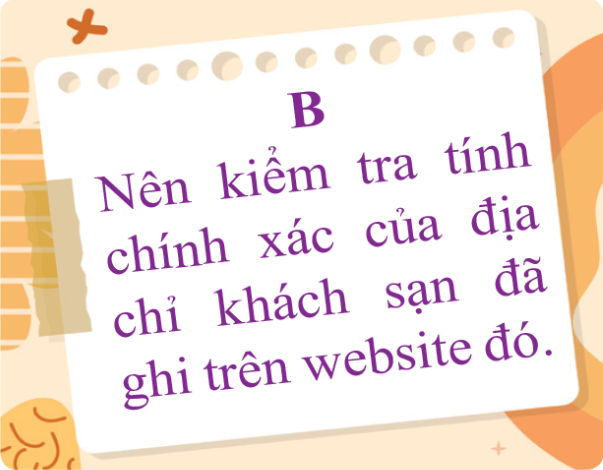 B
Nên kiểm tra tính
chính xác của địa
chỉ khách sạn đã
ghi trên website đó.